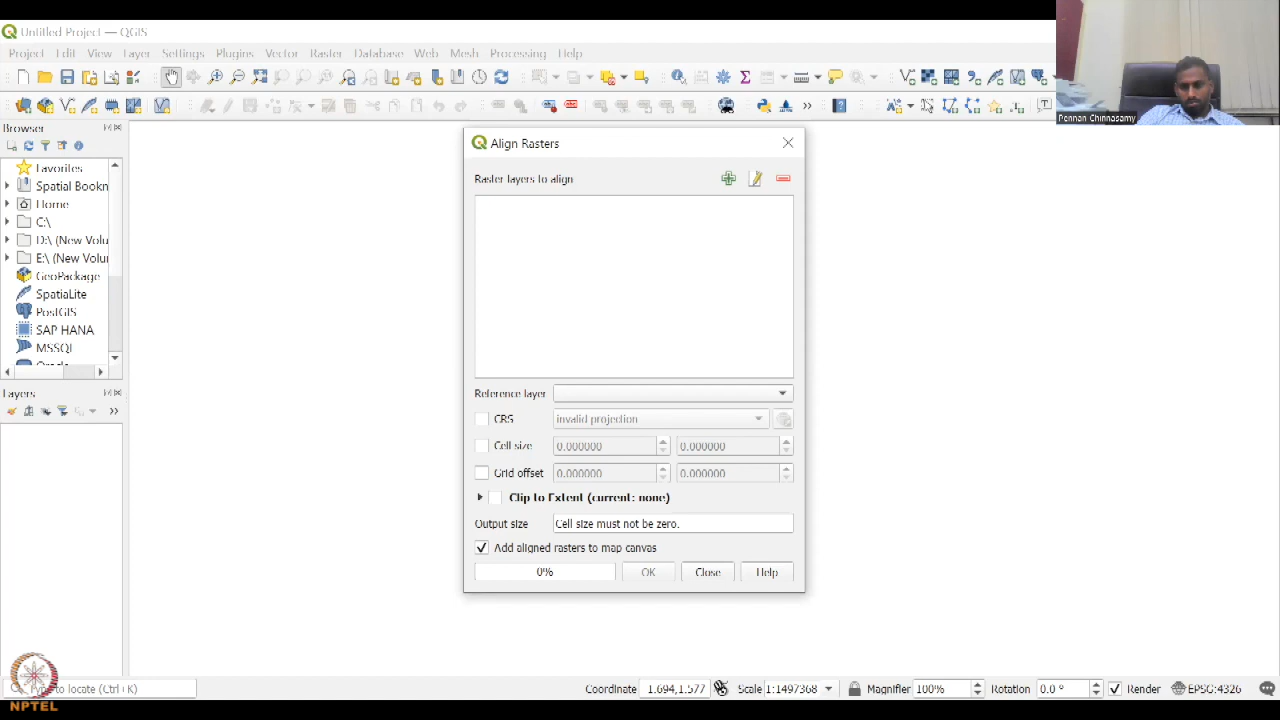 Untitled Project — QGIS
Project Edit View Layer Settings Plugins Vector Raster Database Web Mesh Processing Help
Pennan Chinnasamy
Browser
Favorites
Spatial Bookn
Home
C:\
D:\ (New Volu
E:\ (New Volu
GeoPackage
SpatiaLite
PostGIS
SAP HANA
MSSQL
Layers
Align Rasters
Raster layers to align
Reference layer
CRS invalid projection
Cell size 0.000000 0.000000
Grid offset 0.000000 0.000000
Clip to Extent (current: none)
Output size Cell size must not be zero.
Add aligned rasters to map canvas
0% OK Close Help
Type to locate (Ctrl+K) Coordinate 1.694,1.577 Scale 1:1497368 Magnifier 100% Rotation 0.0 ° Render EPSG:4326
NPTEL